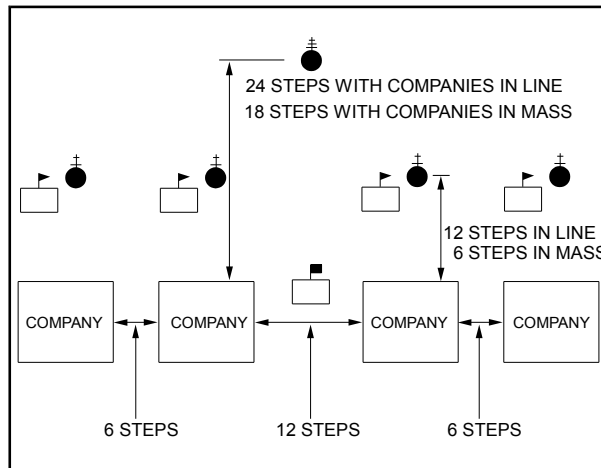 24 STEPS WITH COMPANIES IN LINE
18 STEPS WITH COMPANIES IN MASS
12 STEPS IN LINE
6 STEPS IN MASS
COMPANY
COMPANY
COMPANY
COMPANY
6 STEPS
12 STEPS
6 STEPS